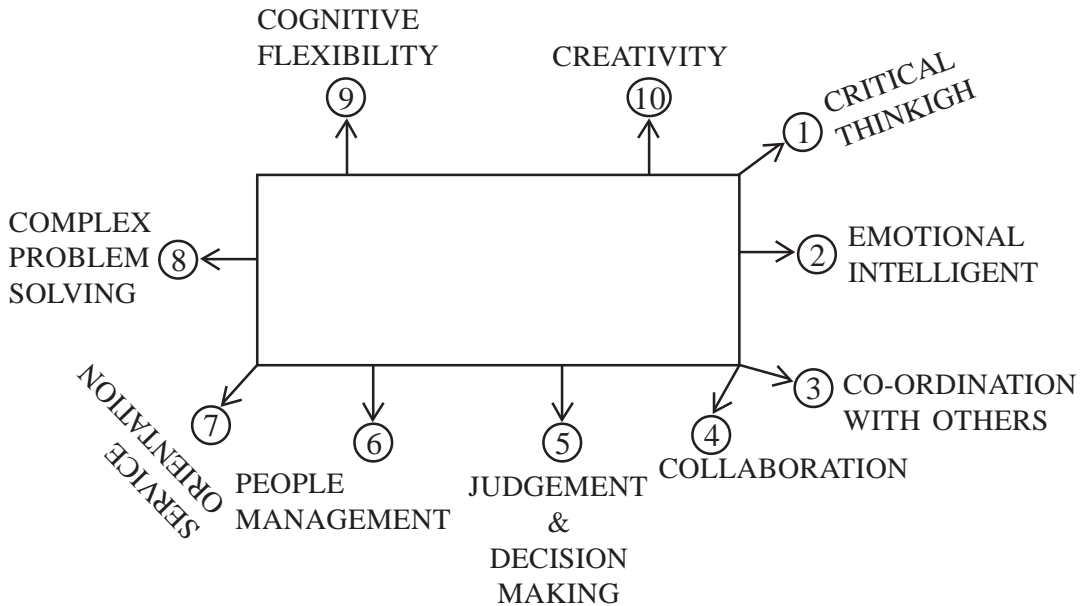 COGNITIVE
FLEXIBILITY
9
CREATIVITY
10
1
CRITICAL
THINKIGH
COMPLEX
PROBLEM
SOLVING
8
2
EMOTIONAL
INTELLIGENT
3
CO-ORDINATION
WITH OTHERS
4
COLLABORATION
5
JUDGEMENT
&
DECISION
MAKING
6
PEOPLE
MANAGEMENT
7
SERVICE
ORIENTATION